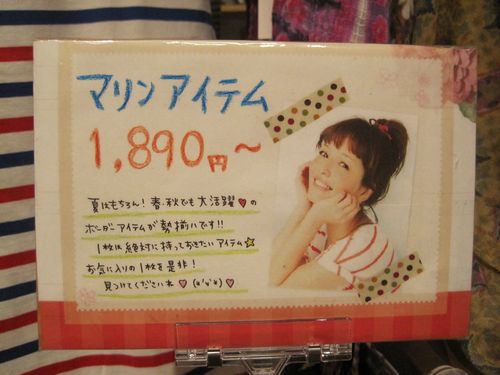 マリンアイテム
1,890円～
夏はもちろん!春・秋でも大活躍♥の
ボーダーアイテムが勢揃い!!
1枚は絶対に持っておきたいアイテム★
お気に入りの1枚を是非!
見つけてくださいネ♥(*'v'*)♥